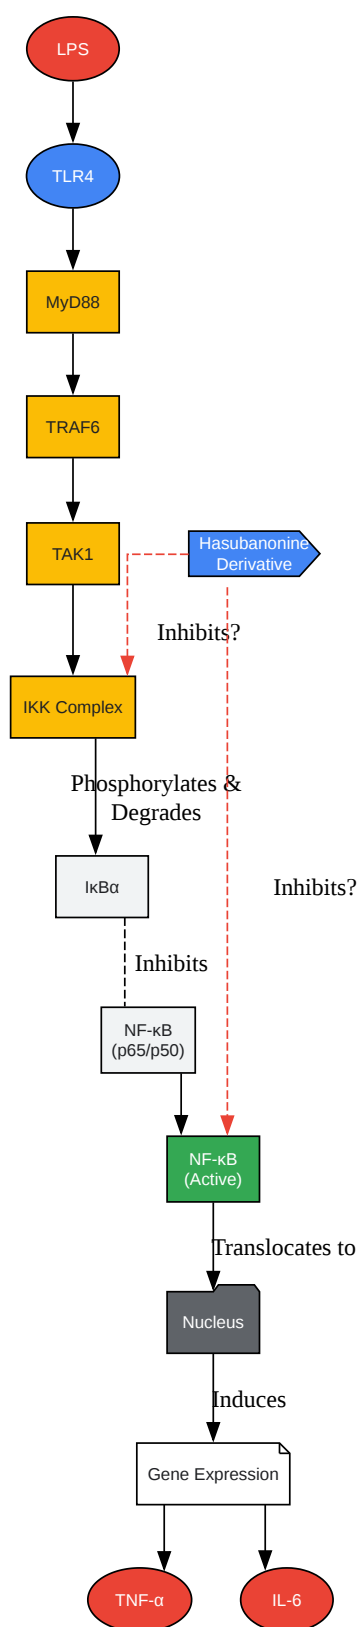 LPS
TLR4
MyD88
TRAF6
TAK1
Hasubanonine
Derivative
Inhibits?
IKK Complex
Phosphorylates &
Degrades
IκBα
Inhibits?
Inhibits
NF-κB
(p65/p50)
NF-κB
(Active)
Translocates to
Nucleus
Induces
Gene Expression
TNF-α
IL-6